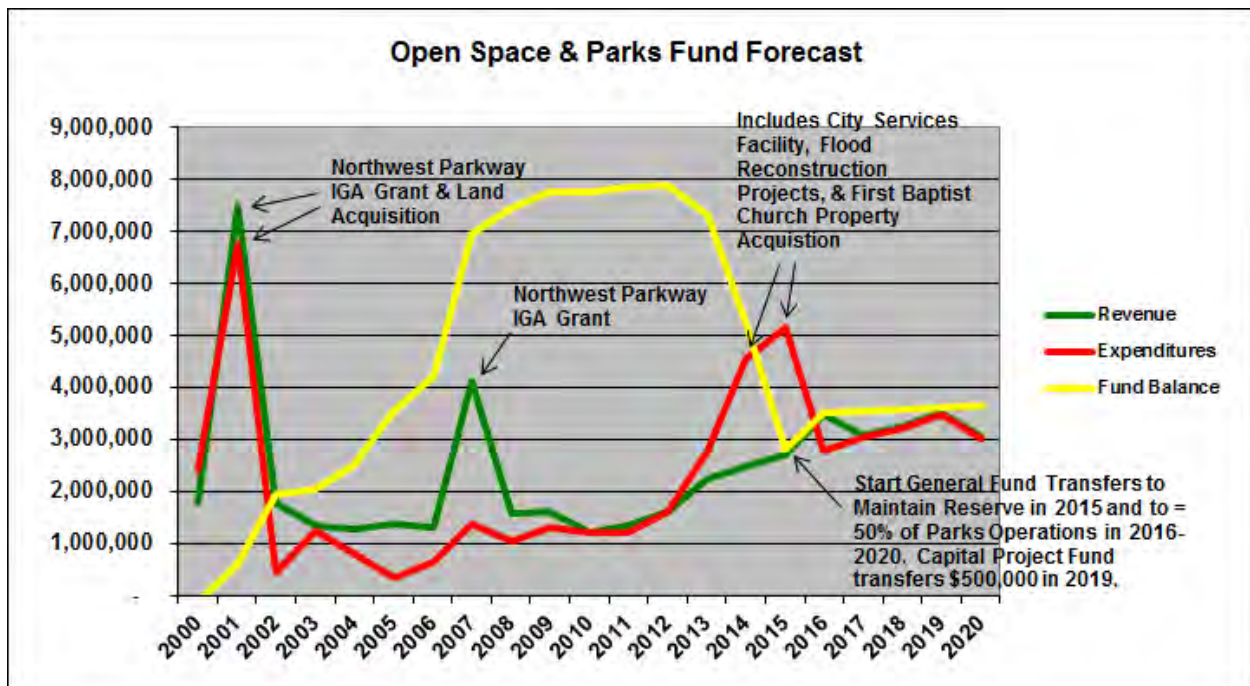 Open Space & Parks Fund Forecast
9,000,000
8,000,000
7,000,000
6,000,000
5,000,000
4,000,000
3,000,000
2,000,000
1,000,000
-
Northwest Parkway
IGA Grant & Land
Acquisition
Northwest Parkway
IGA Grant
Includes City Services
Facility, Flood
Reconstruction
Projects, & First Baptist
Church Property
Acquistion
Start General Fund Transfers to
Maintain Reserve in 2015 and to =
50% of Parks Operations in 2016-
2020. Capital Project Fund
transfers $500,000 in 2019.
Revenue
Expenditures
Fund Balance
2000
2001
2002
2003
2004
2005
2006
2007
2008
2009
2010
2011
2012
2013
2014
2015
2016
2017
2018
2019
2020